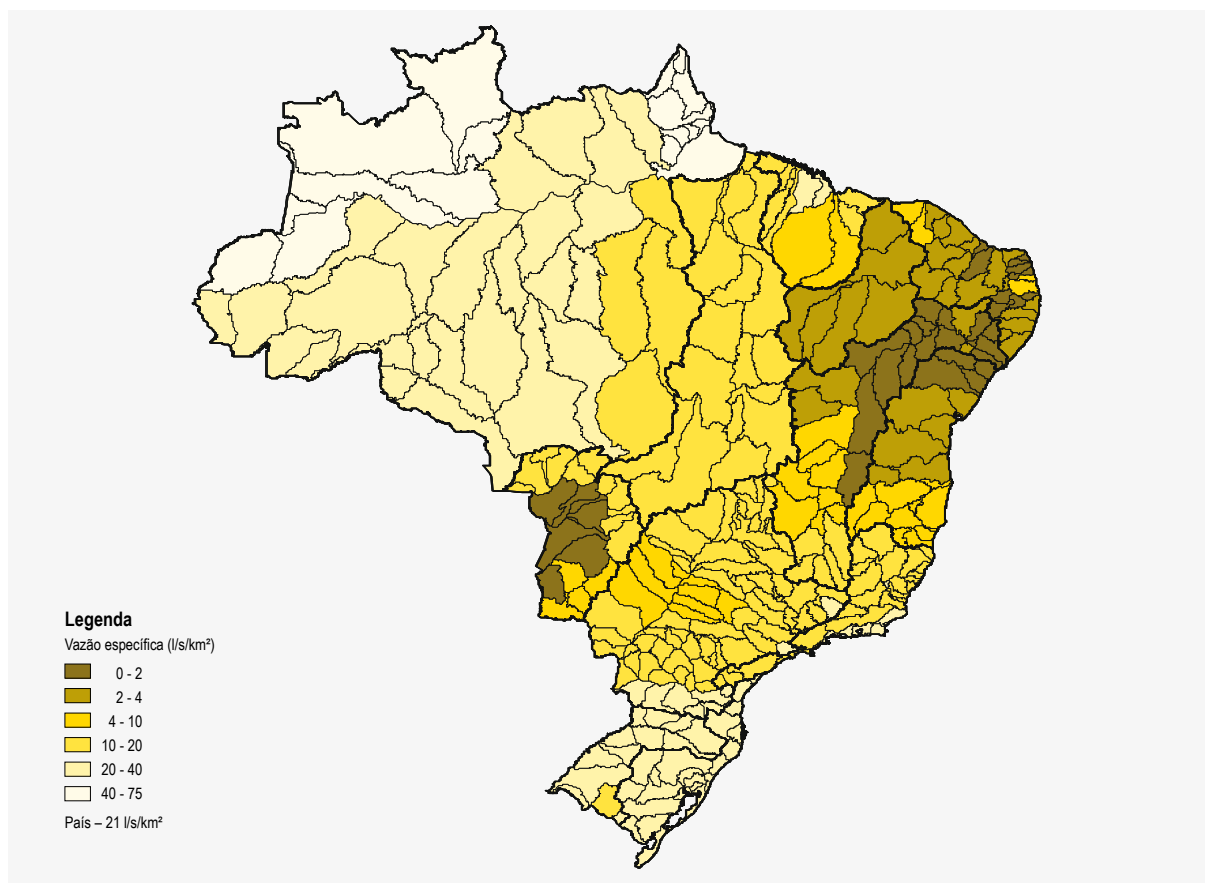 Legenda
Vazão específica (l/s/km²)
0 - 2
2 - 4
4 - 10
10 - 20
20 - 40
40 - 75
País – 21 l/s/km²